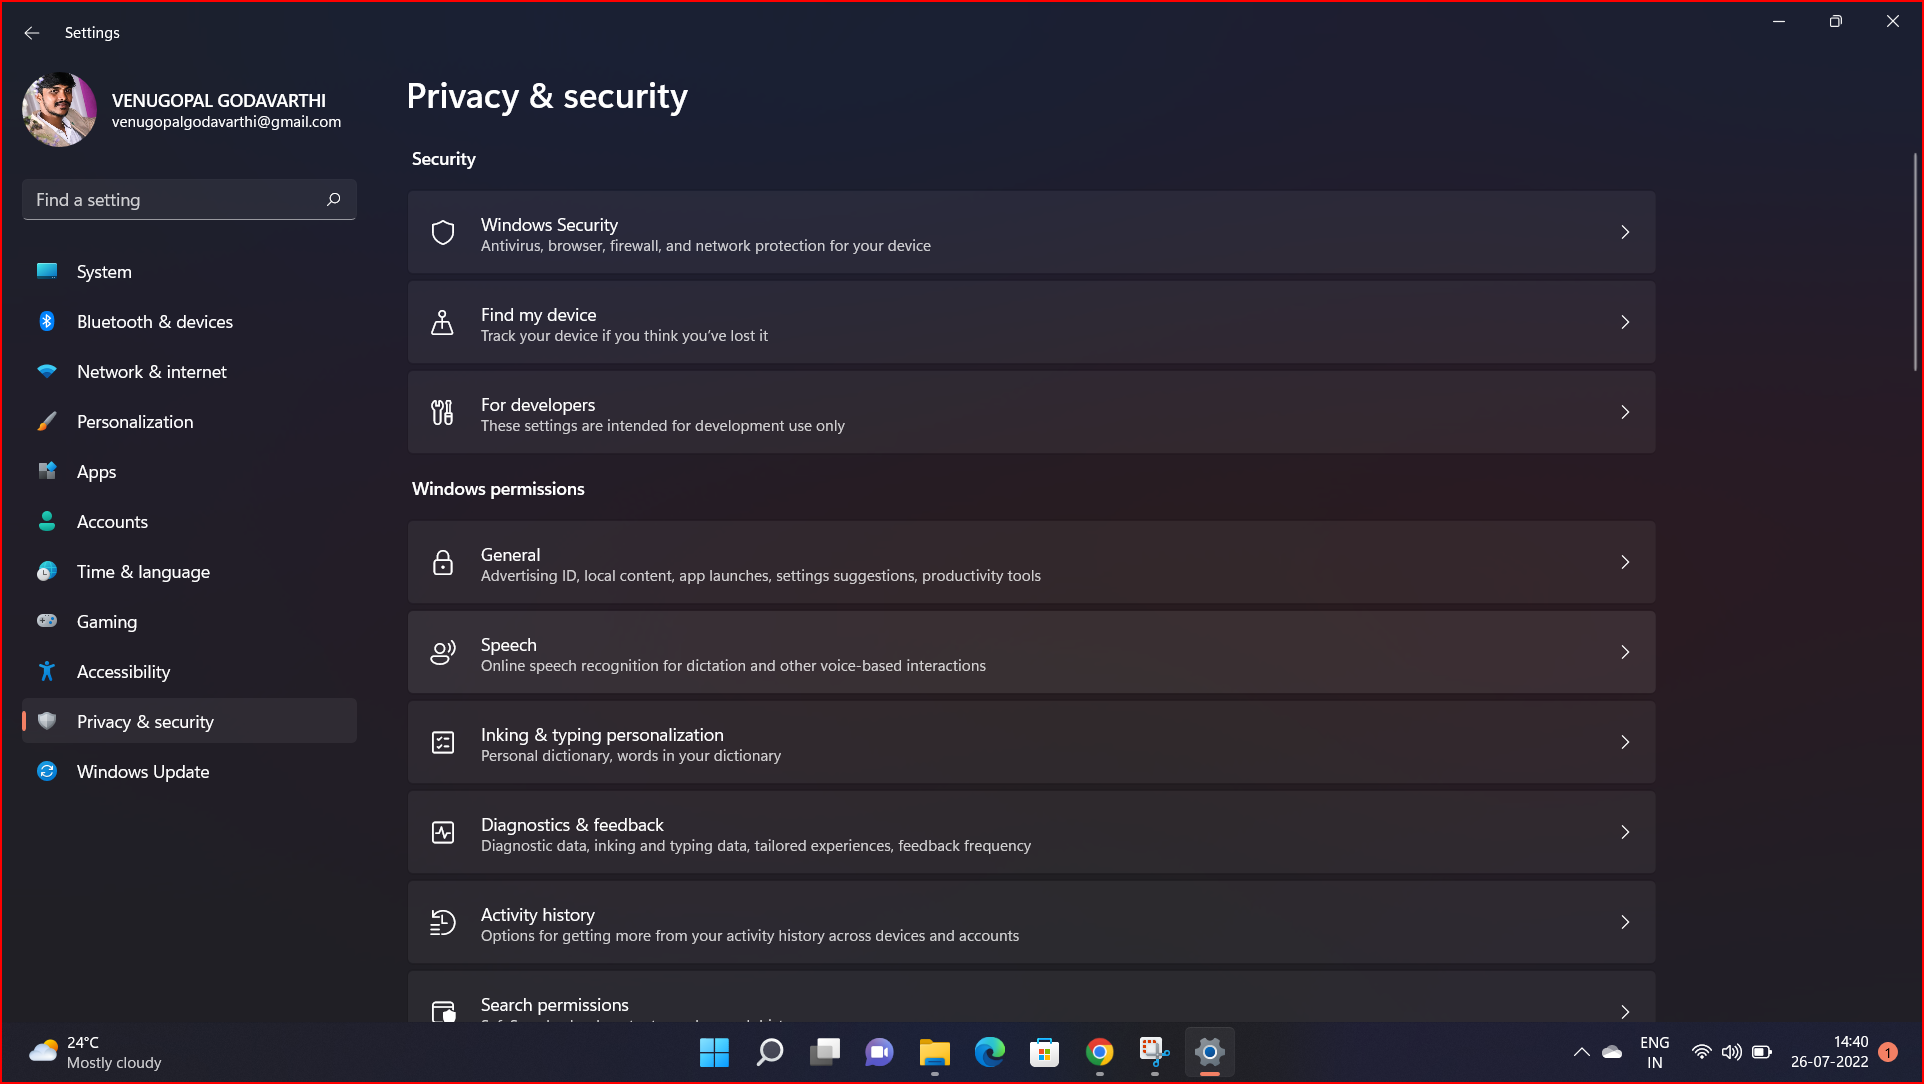 Settings
VENUGOPAL GODAVARTHI
venugopalgodavarthi@gmail.com
Find a setting
System
Bluetooth & devices
Network & internet
Personalization
Apps
Accounts
Time & language
Gaming
Accessibility
Privacy & security
Windows Update
Privacy & security
Security
Windows Security
Antivirus, browser, firewall, and network protection for your device
Find my device
Track your device if you think you’ve lost it
For developers
These settings are intended for development use only
Windows permissions
General
Advertising ID, local content, app launches, settings suggestions, productivity tools
Speech
Online speech recognition for dictation and other voice-based interactions
Inking & typing personalization
Personal dictionary, words in your dictionary
Diagnostics & feedback
Diagnostic data, inking and typing data, tailored experiences, feedback frequency
Activity history
Options for getting more from your activity history across devices and accounts
Search permissions
24°C
Mostly cloudy
ENG
IN
14:40
26-07-2022
1